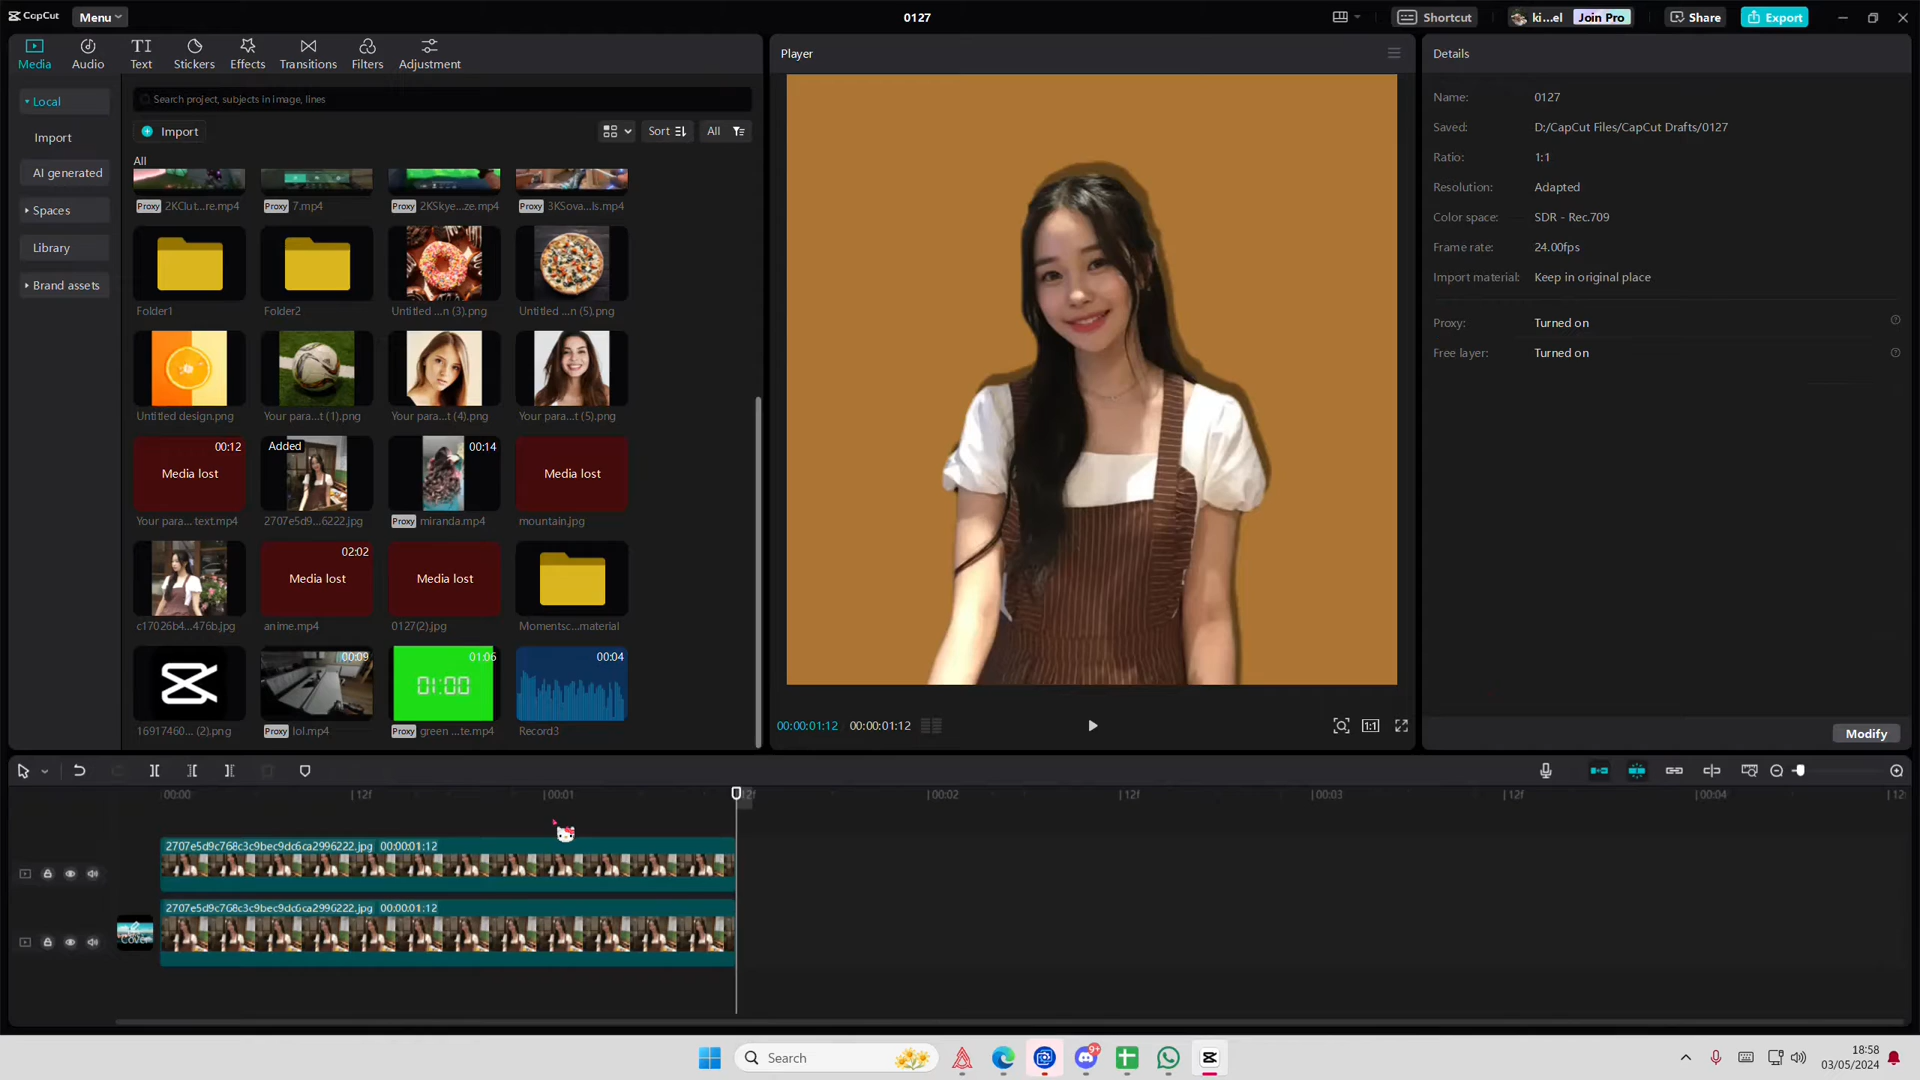 CapCut
Menu
0127
Shortcut
ki...el
Join Pro
Share
Export
Media
Audio
Text
Stickers
Effects
Transitions
Filters
Adjustment
Local
Import
AI generated
Spaces
Library
Brand assets
Search project, subjects in image, lines
Import
Sort
All
All
Proxy 2KClut...re.mp4
Proxy 7.mp4
Proxy 2KSkye...ze.mp4
Proxy 3KSova...ls.mp4
Folder1
Folder2
Untitled ...n (3).png
Untitled ...n (5).png
Untitled design.png
Your para...t (1).png
Your para...t (4).png
Your para...t (5).png
00:12
Media lost
Added
00:14
Media lost
Your para... text.mp4
2707e5d9...6222.jpg
Proxy miranda.mp4
mountain.jpg
02:02
Media lost
Media lost
c17026b4...476b.jpg
anime.mp4
0127(2).jpg
Momentsc...material
00:09
01:06
01:00
00:04
16917460... (2).png
Proxy lol.mp4
Proxy green ...te.mp4
Record3
Player
00:00:01:12
00:00:01:12
1:1
Details
Name: 0127
Saved: D:/CapCut Files/CapCut Drafts/0127
Ratio: 1:1
Resolution: Adapted
Color space: SDR - Rec.709
Frame rate: 24.00fps
Import material: Keep in original place
Proxy: Turned on
Free layer: Turned on
Modify
00:00
12f
00:01
12f
00:02
12f
00:03
12f
00:04
2707e5d9c768c3c9bec9dc6ca2996222.jpg 00:00:01:12
2707e5d9c768c3c9bec9dc6ca2996222.jpg 00:00:01:12
Cover
Search
9+
18:58
03/05/2024